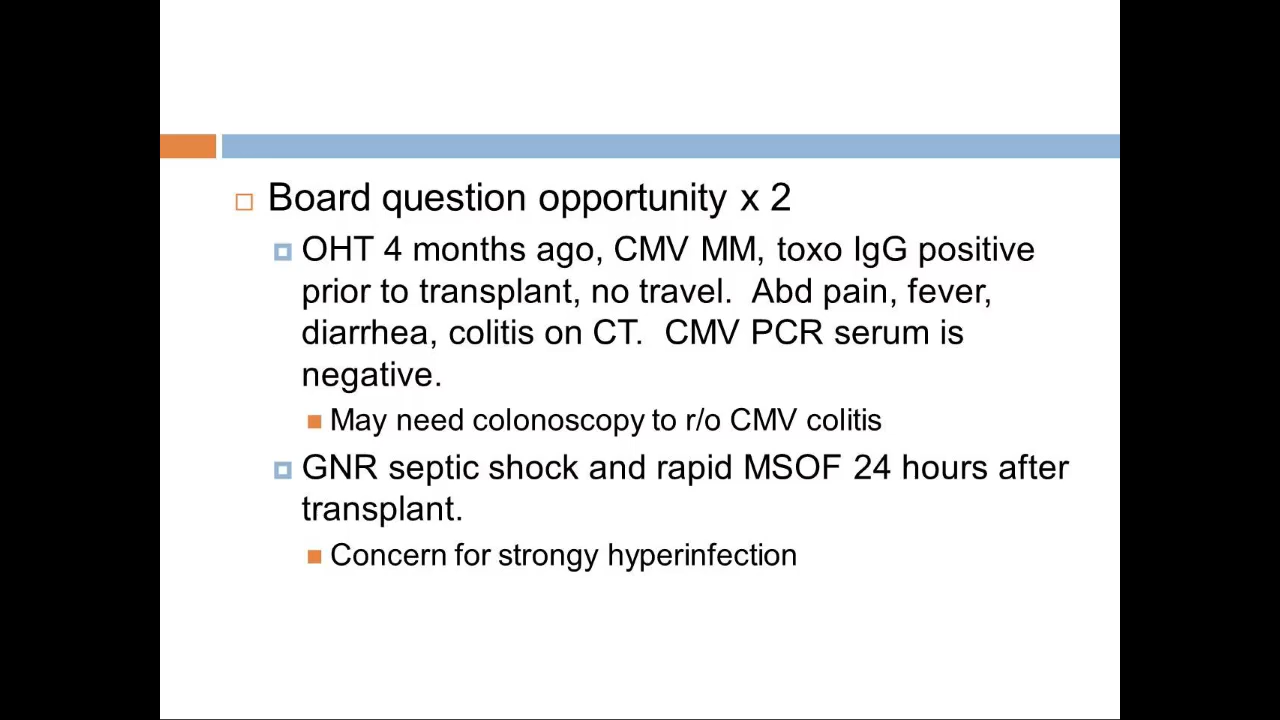 Board question opportunity x 2
OHT 4 months ago, CMV MM, toxo IgG positive
prior to transplant, no travel.  Abd pain, fever,
diarrhea, colitis on CT.  CMV PCR serum is
negative.
May need colonoscopy to r/o CMV colitis
GNR septic shock and rapid MSOF 24 hours after
transplant.
Concern for strongy hyperinfection